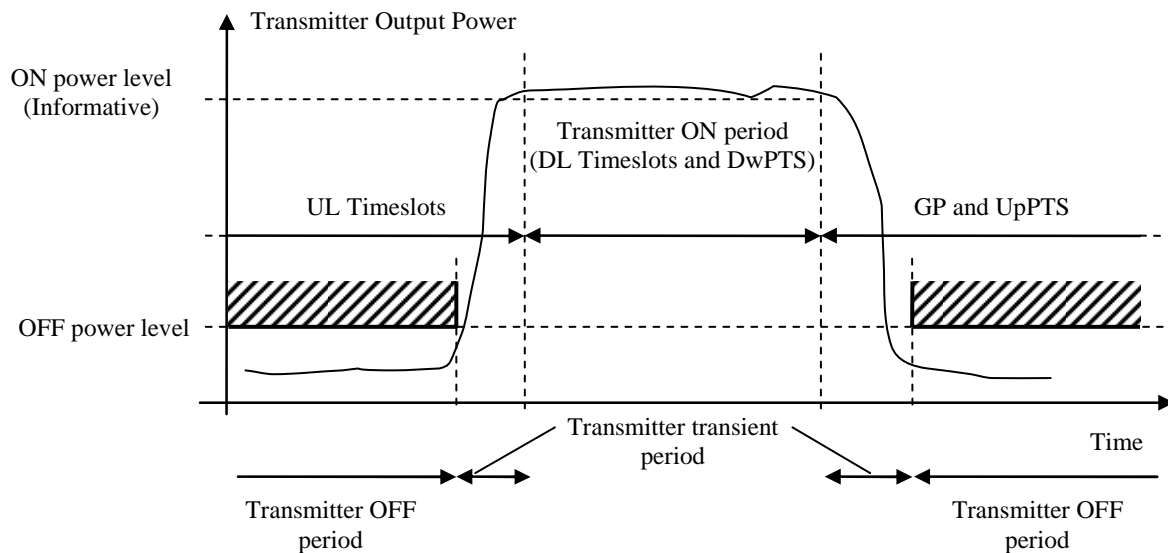 Transmitter Output Power
ON power level
(Informative)
Transmitter ON period
(DL Timeslots and DwPTS)
UL Timeslots
GP and UpPTS
OFF power level
Transmitter transient
period
Time
Transmitter OFF
period
Transmitter OFF
period